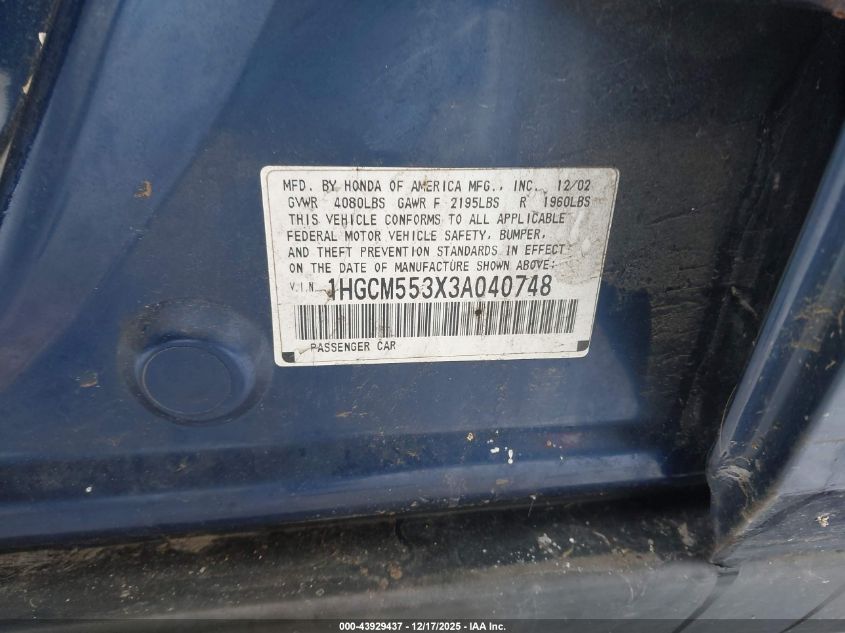 MFD. BY HONDA OF AMERICA MFG., INC. 12/02
GVWR 4080LBS GAWR F 2195LBS R 1960LBS
THIS VEHICLE CONFORMS TO ALL APPLICABLE
FEDERAL MOTOR VEHICLE SAFETY, BUMPER,
AND THEFT PREVENTION STANDARDS IN EFFECT
ON THE DATE OF MANUFACTURE SHOWN ABOVE:
V.I.N. 1HGCM553X3A040748
PASSENGER CAR
000-43929437 - 12/17/2025 - IAA Inc.